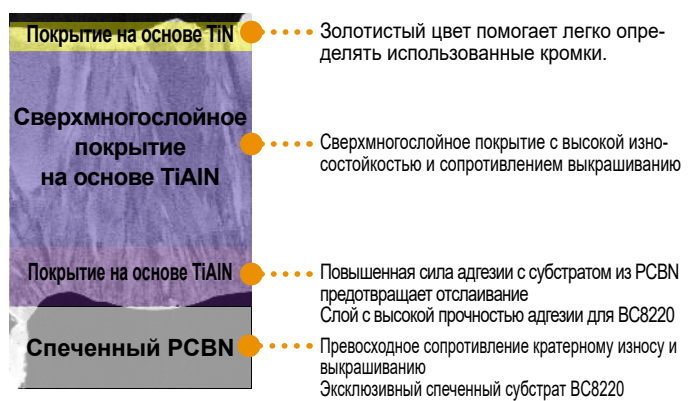 Покрытие на основе TiN
Золотистый цвет помогает легко опре-
делять использованные кромки.
Сверхмногослойное
покрытие
на основе TiAlN
Сверхмногослойное покрытие с высокой изно-
состойкостью и сопротивлением выкрашиванию
Покрытие на основе TiAlN
Повышенная сила адгезии с субстратом из PCBN
предотвращает отслаивание
Слой с высокой прочностью адгезии для BC8220
Спеченный PCBN
Превосходное сопротивление кратерному износу и
выкрашиванию
Эксклюзивный спеченный субстрат BC8220